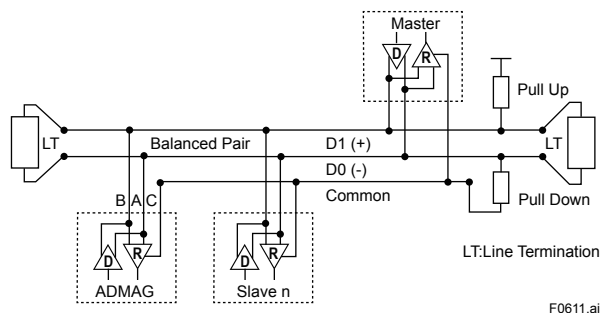 Master
D R
Pull Up
LT Balanced Pair D1 (+) LT
D0 (-)
B A C Common Pull Down
D R D R
LT:Line Termination
ADMAG Slave n
F0611.ai